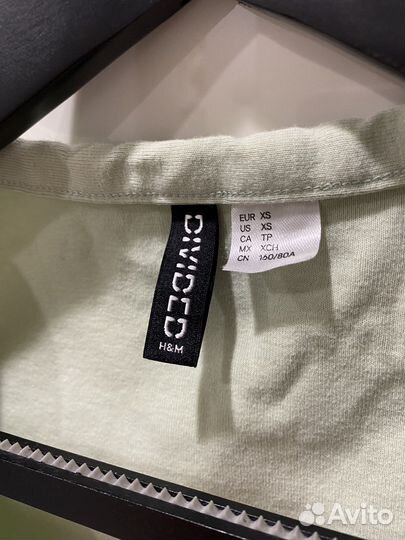 DIVIDED
H&M
EUR XS
US XS
CA TP
MX XCH
CN 160/80A
Avito